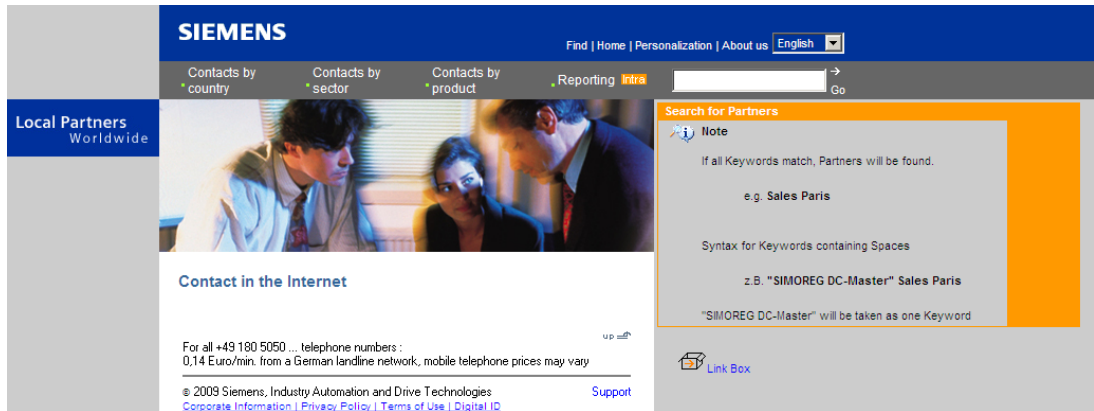 SIEMENS
Find | Home | Personalization | About us English
Contacts by country
Contacts by sector
Contacts by product
Reporting Intra
→ Go
Local Partners
Worldwide
Search for Partners
Note
If all Keywords match, Partners will be found.
e.g. Sales Paris
Syntax for Keywords containing Spaces
z.B. "SIMOREG DC-Master" Sales Paris
"SIMOREG DC-Master" will be taken as one Keyword
Link Box
Contact in the Internet
up
For all +49 180 5050 ... telephone numbers :
0,14 Euro/min. from a German landline network, mobile telephone prices may vary
© 2009 Siemens, Industry Automation and Drive Technologies Support
Corporate Information | Privacy Policy | Terms of Use | Digital ID